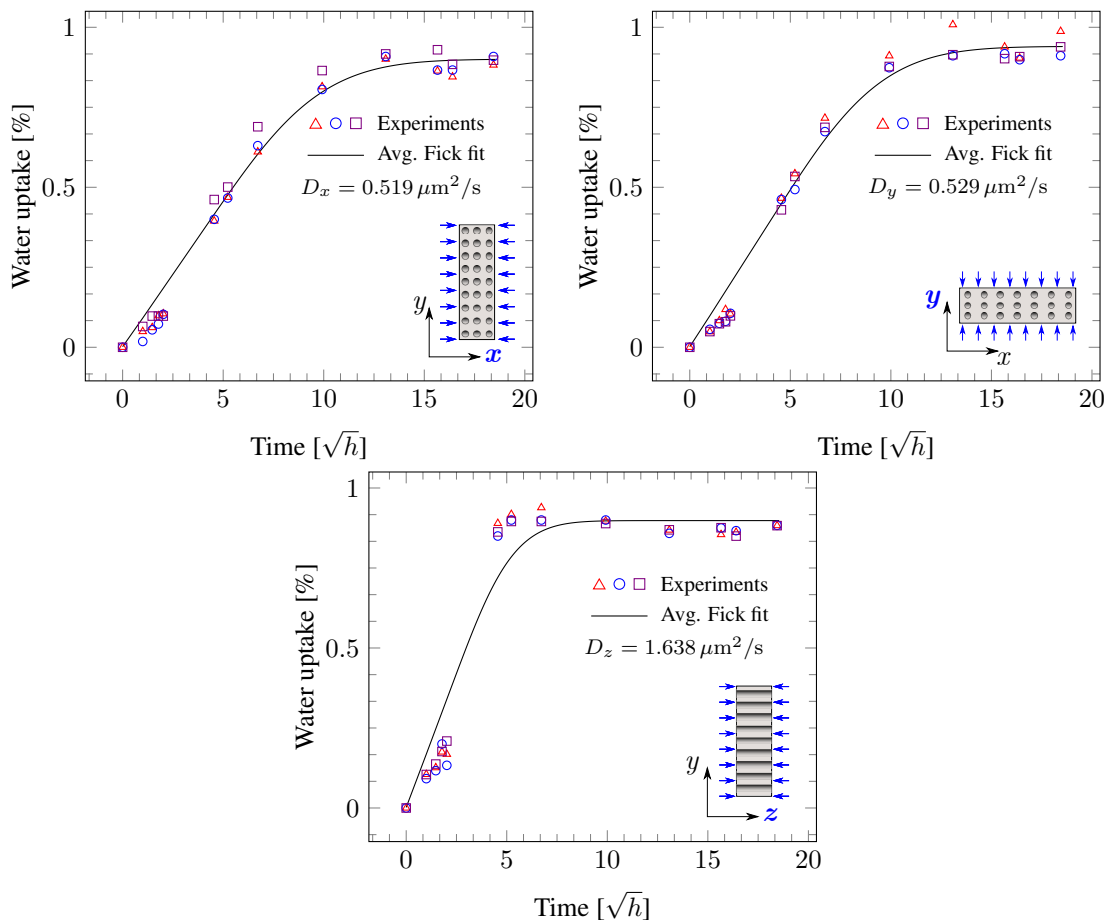 1
0.5
0
Water uptake [%]
Experiments
Avg. Fick fit
D_x = 0.519 μm²/s
y
x
0 5 10 15 20
Time [√h]
1
0.5
0
Water uptake [%]
Experiments
Avg. Fick fit
D_y = 0.529 μm²/s
y
x
0 5 10 15 20
Time [√h]
1
0.5
0
Water uptake [%]
Experiments
Avg. Fick fit
D_z = 1.638 μm²/s
y
z
0 5 10 15 20
Time [√h]